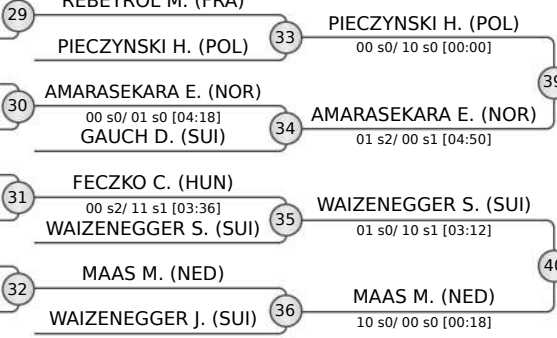 REBETROL M. (FRA)
29
PIECZYNSKI H. (POL)
33
PIECZYNSKI H. (POL)
00 s0/ 10 s0 [00:00]
39
AMARASEKARA E. (NOR)
30
00 s0/ 01 s0 [04:18]
GAUCH D. (SUI)
34
AMARASEKARA E. (NOR)
01 s2/ 00 s1 [04:50]
FECZKO C. (HUN)
31
00 s2/ 11 s1 [03:36]
WAIZENEGGER S. (SUI)
35
WAIZENEGGER S. (SUI)
01 s0/ 10 s1 [03:12]
40
MAAS M. (NED)
32
WAIZENEGGER J. (SUI)
36
MAAS M. (NED)
10 s0/ 00 s0 [00:18]